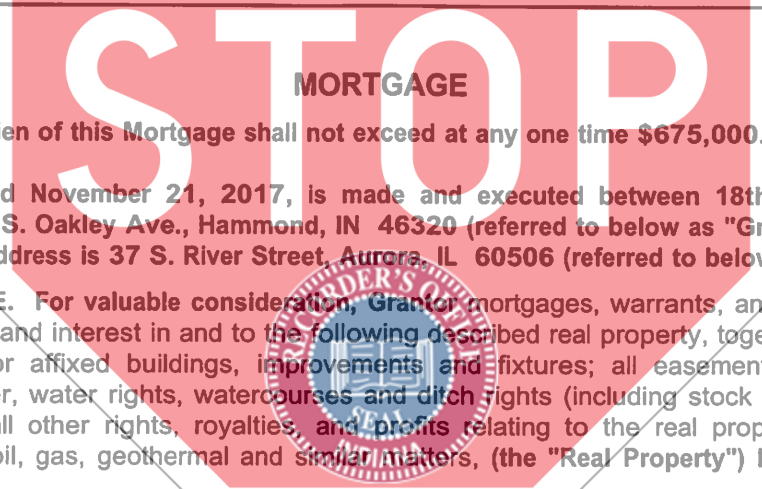 STOP
MORTGAGE
ien of this Mortgage shall not exceed at any one time $675,000.
d November 21, 2017, is made and executed between 18th
S. Oakley Ave., Hammond, IN 46320 (referred to below as "Gr
ddress is 37 S. River Street, Aurora, IL 60506 (referred to below
E. For valuable consideration, Grantor mortgages, warrants, an
and interest in and to the following described real property, toge
or affixed buildings, improvements and fixtures; all easement
er, water rights, watercourses and ditch rights (including stock
ll other rights, royalties, and profits relating to the real prop
oil, gas, geothermal and similar matters, (the "Real Property") l
RECORDER'S OFFICE
SEAL
INDIANA